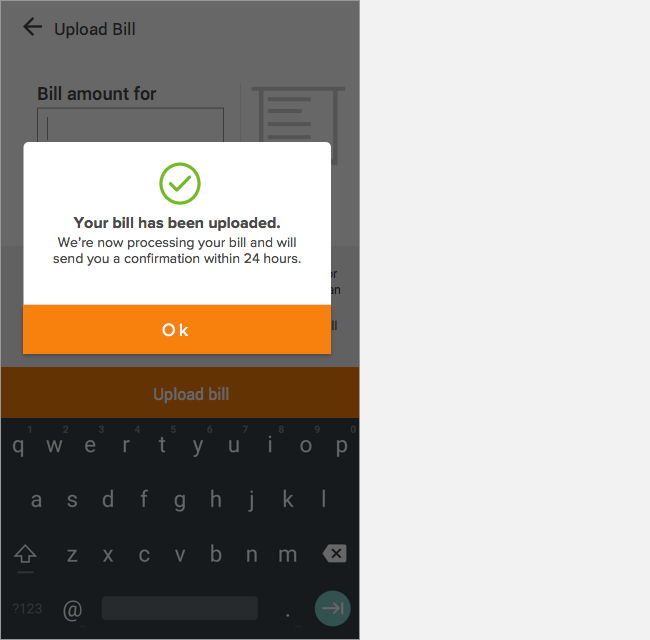 Upload Bill
Bill amount for
Your bill has been uploaded.
We're now processing your bill and will
send you a confirmation within 24 hours.
Ok
Upload bill
1 2 3 4 5 6 7 8 9 0
q w e r t y u i o p
a s d f g h j k l
z x c v b n m
?123 @ .